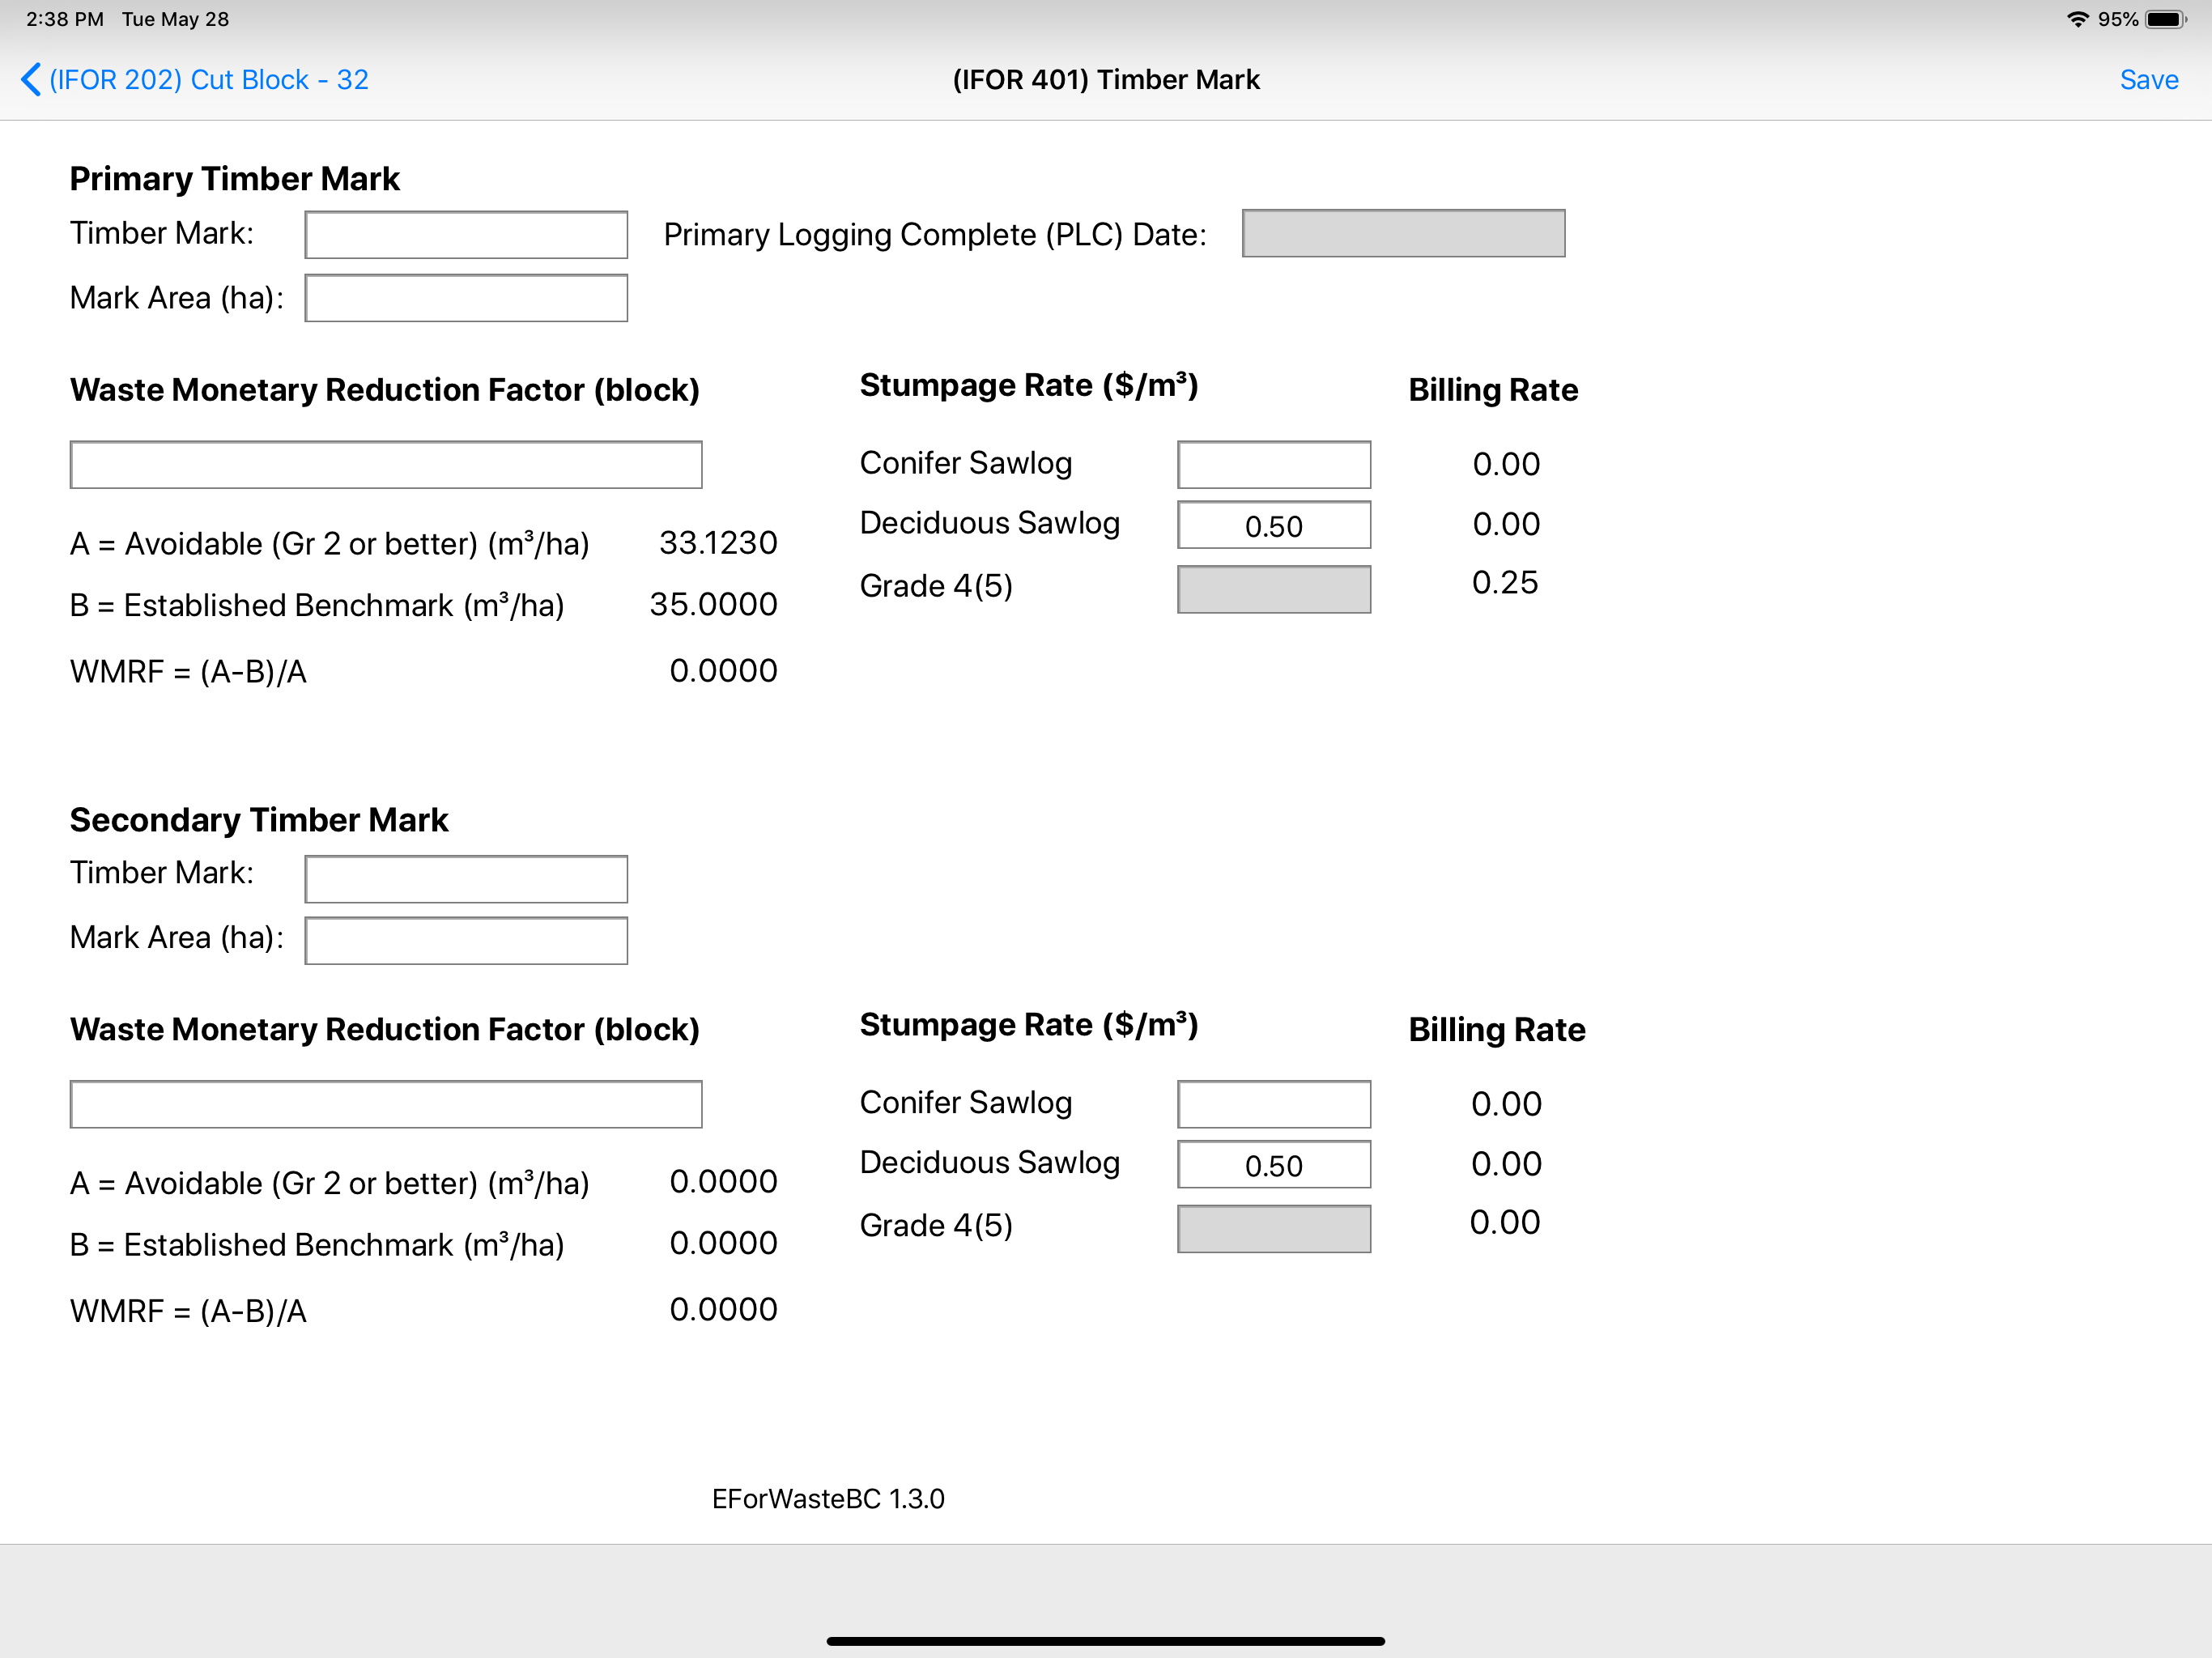 2:38 PM Tue May 28 95%
(IFOR 202) Cut Block - 32 (IFOR 401) Timber Mark Save
Primary Timber Mark
Timber Mark: Primary Logging Complete (PLC) Date:
Mark Area (ha):
Waste Monetary Reduction Factor (block) Stumpage Rate ($/m³) Billing Rate
Conifer Sawlog 0.00
Deciduous Sawlog 0.50 0.00
A = Avoidable (Gr 2 or better) (m³/ha) 33.1230
Grade 4(5) 0.25
B = Established Benchmark (m³/ha) 35.0000
WMRF = (A-B)/A 0.0000
Secondary Timber Mark
Timber Mark:
Mark Area (ha):
Waste Monetary Reduction Factor (block) Stumpage Rate ($/m³) Billing Rate
Conifer Sawlog 0.00
Deciduous Sawlog 0.50 0.00
A = Avoidable (Gr 2 or better) (m³/ha) 0.0000
Grade 4(5) 0.00
B = Established Benchmark (m³/ha) 0.0000
WMRF = (A-B)/A 0.0000
EForWasteBC 1.3.0